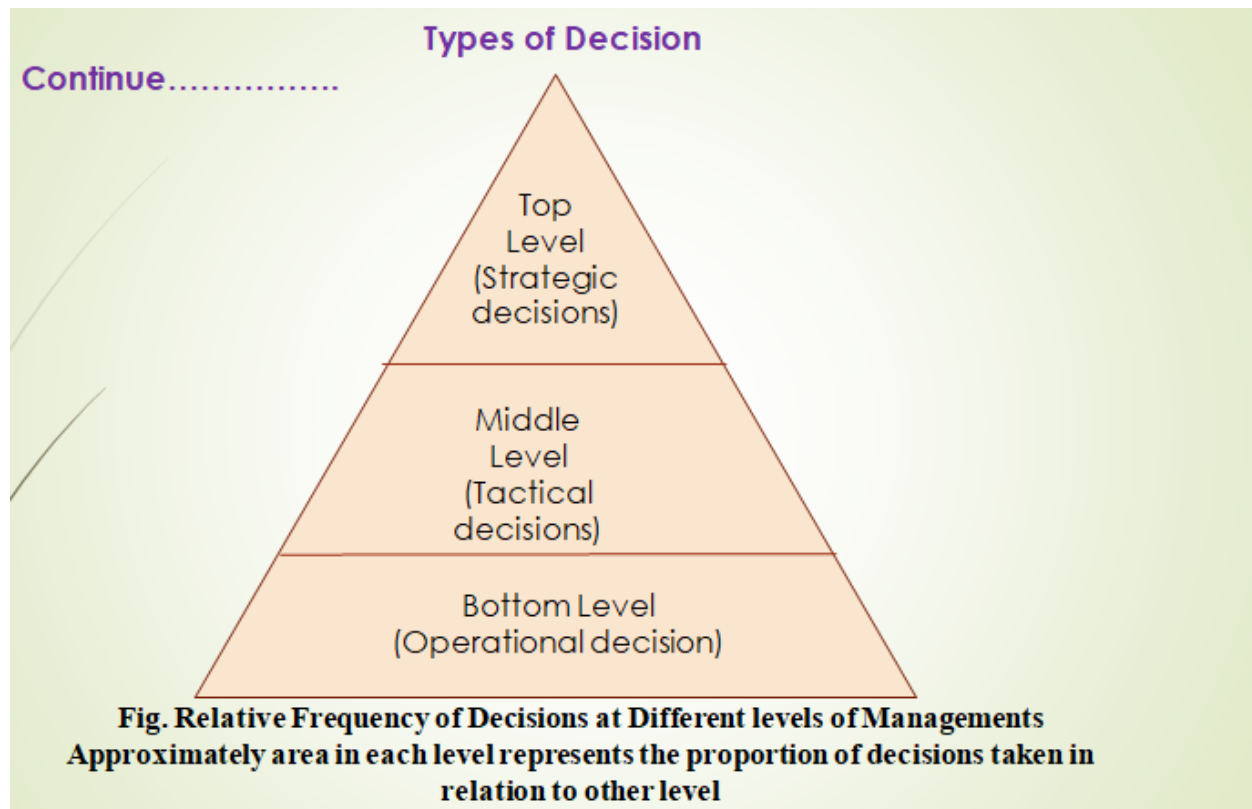 Types of Decision
Continue.................
Top
Level
(Strategic
decisions)
Middle
Level
(Tactical
decisions)
Bottom Level
(Operational decision)
Fig. Relative Frequency of Decisions at Different levels of Managements
Approximately area in each level represents the proportion of decisions taken in
relation to other level